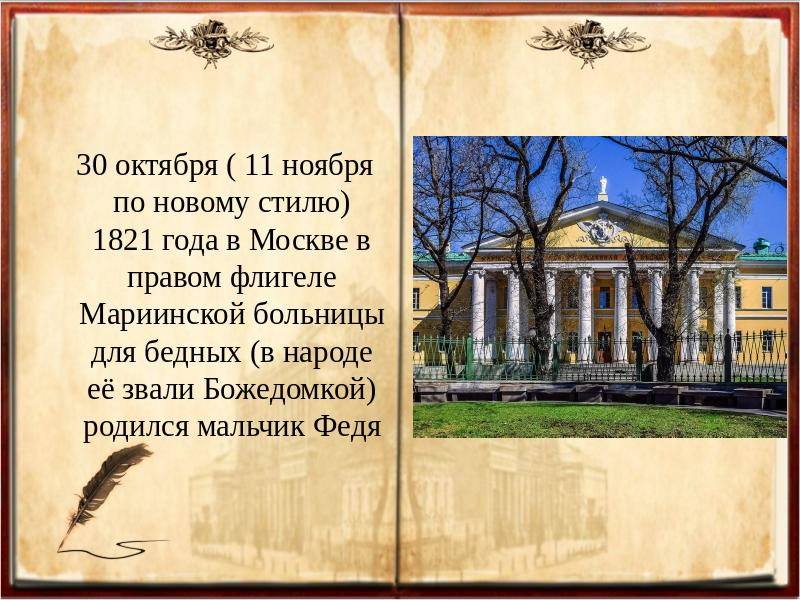 30 октября ( 11 ноября
по новому стилю)
1821 года в Москве в
правом флигеле
Мариинской больницы
для бедных (в народе
её звали Божедомкой)
родился мальчик Федя